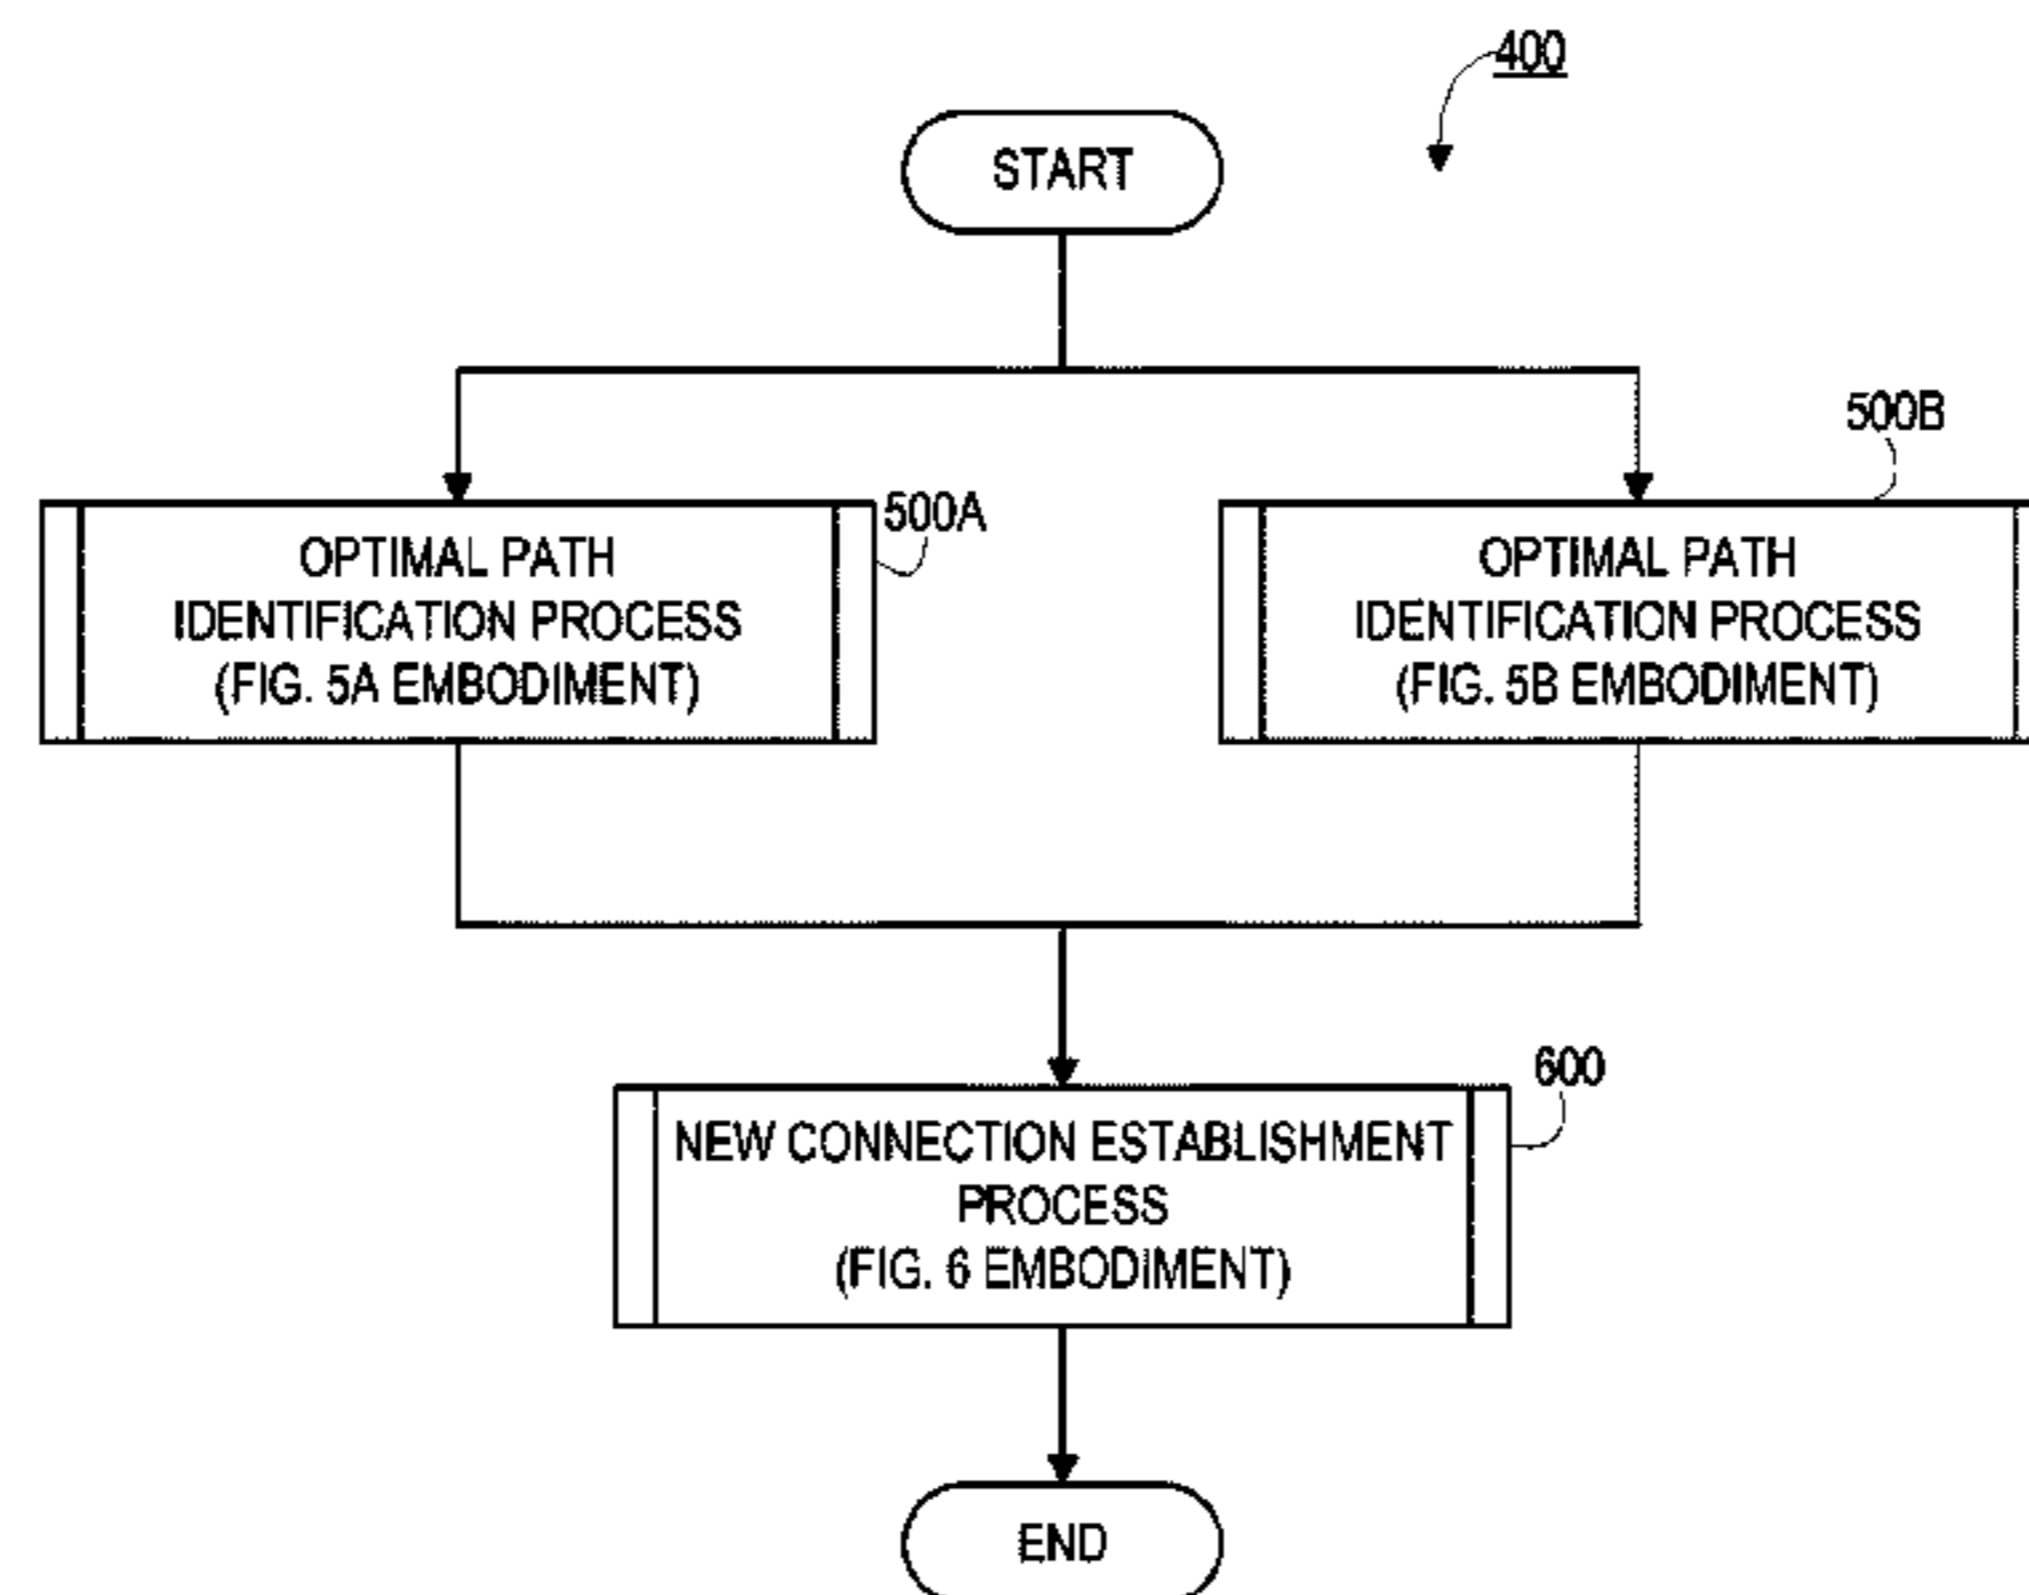 400
START
500B
500A
OPTIMAL PATH
IDENTIFICATION PROCESS
(FIG. 5A EMBODIMENT)
OPTIMAL PATH
IDENTIFICATION PROCESS
(FIG. 5B EMBODIMENT)
600
NEW CONNECTION ESTABLISHMENT
PROCESS
(FIG. 6 EMBODIMENT)
END